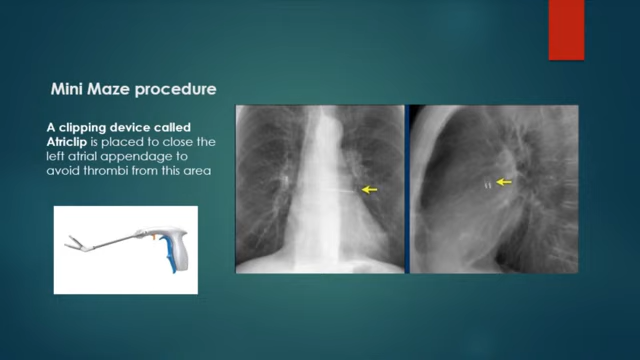 Mini Maze procedure
A clipping device called
Atriclip is placed to close the
left atrial appendage to
avoid thrombi from this area